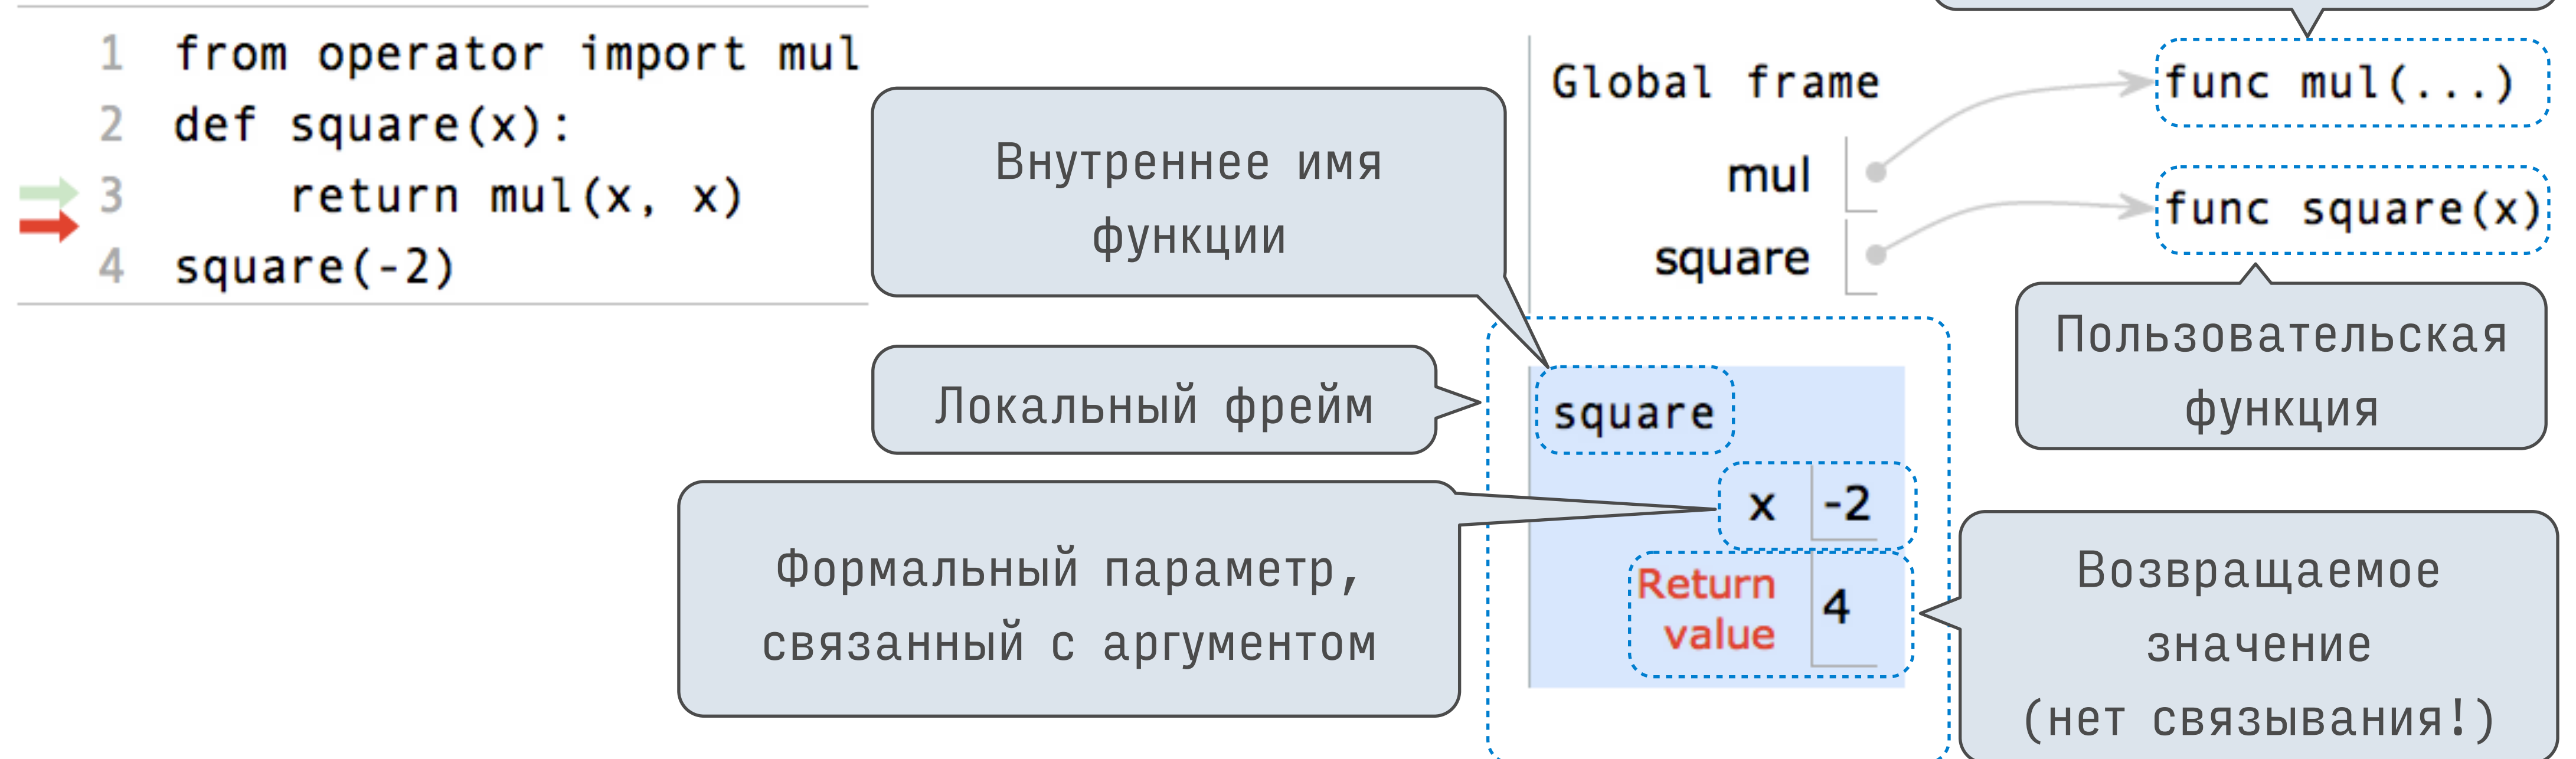 1 from operator import mul
2 def square(x):
3 return mul(x, x)
4 square(-2)
Внутреннее имя
функции
Локальный фрейм
Формальный параметр,
связанный с аргументом
Global frame
mul
square
func mul(...)
func square(x)
Пользовательская
функция
square
x -2
Return
value
4
Возвращаемое
значение
(нет связывания!)